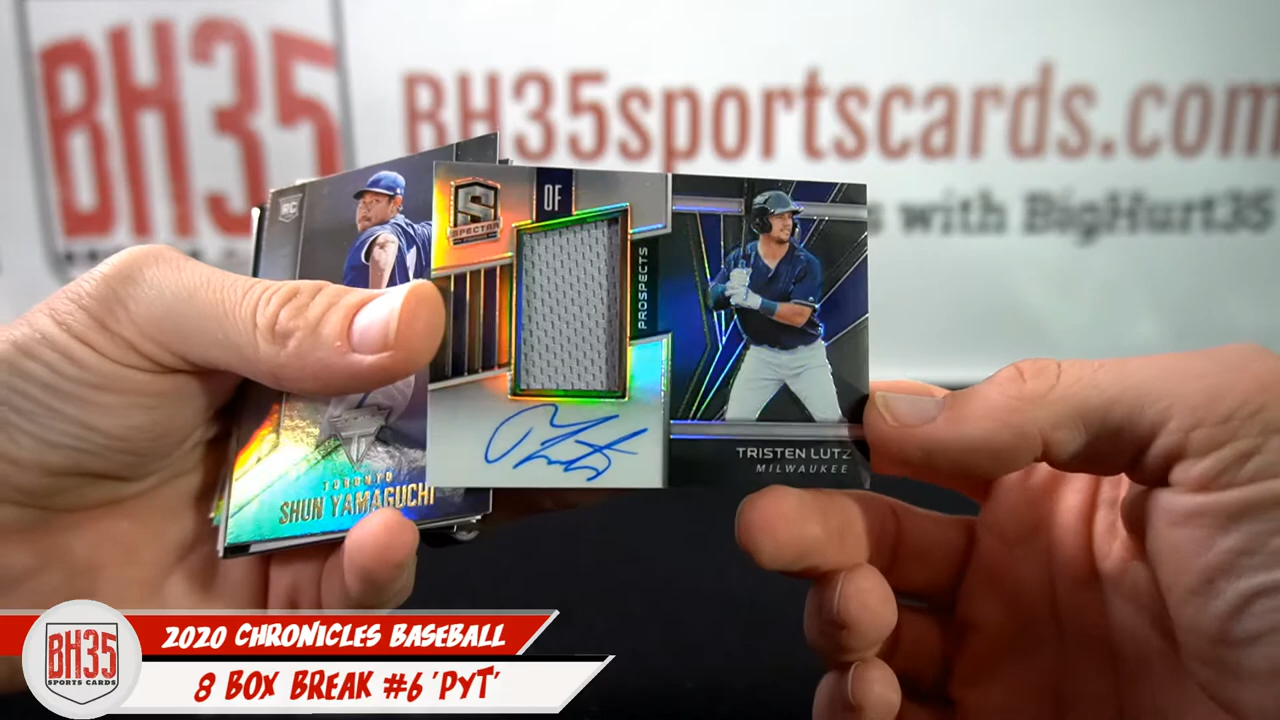 BH35
BH35sportscards.com
s with BigHurt35
RC
TORONTO
SHUN YAMAGUCHI
S
SPECTRA
OF
PROSPECTS
TRISTEN LUTZ
MILWAUKEE
BH35
SPORTS CARDS
2020 CHRONICLES BASEBALL
8 BOX BREAK #6 'PYT'